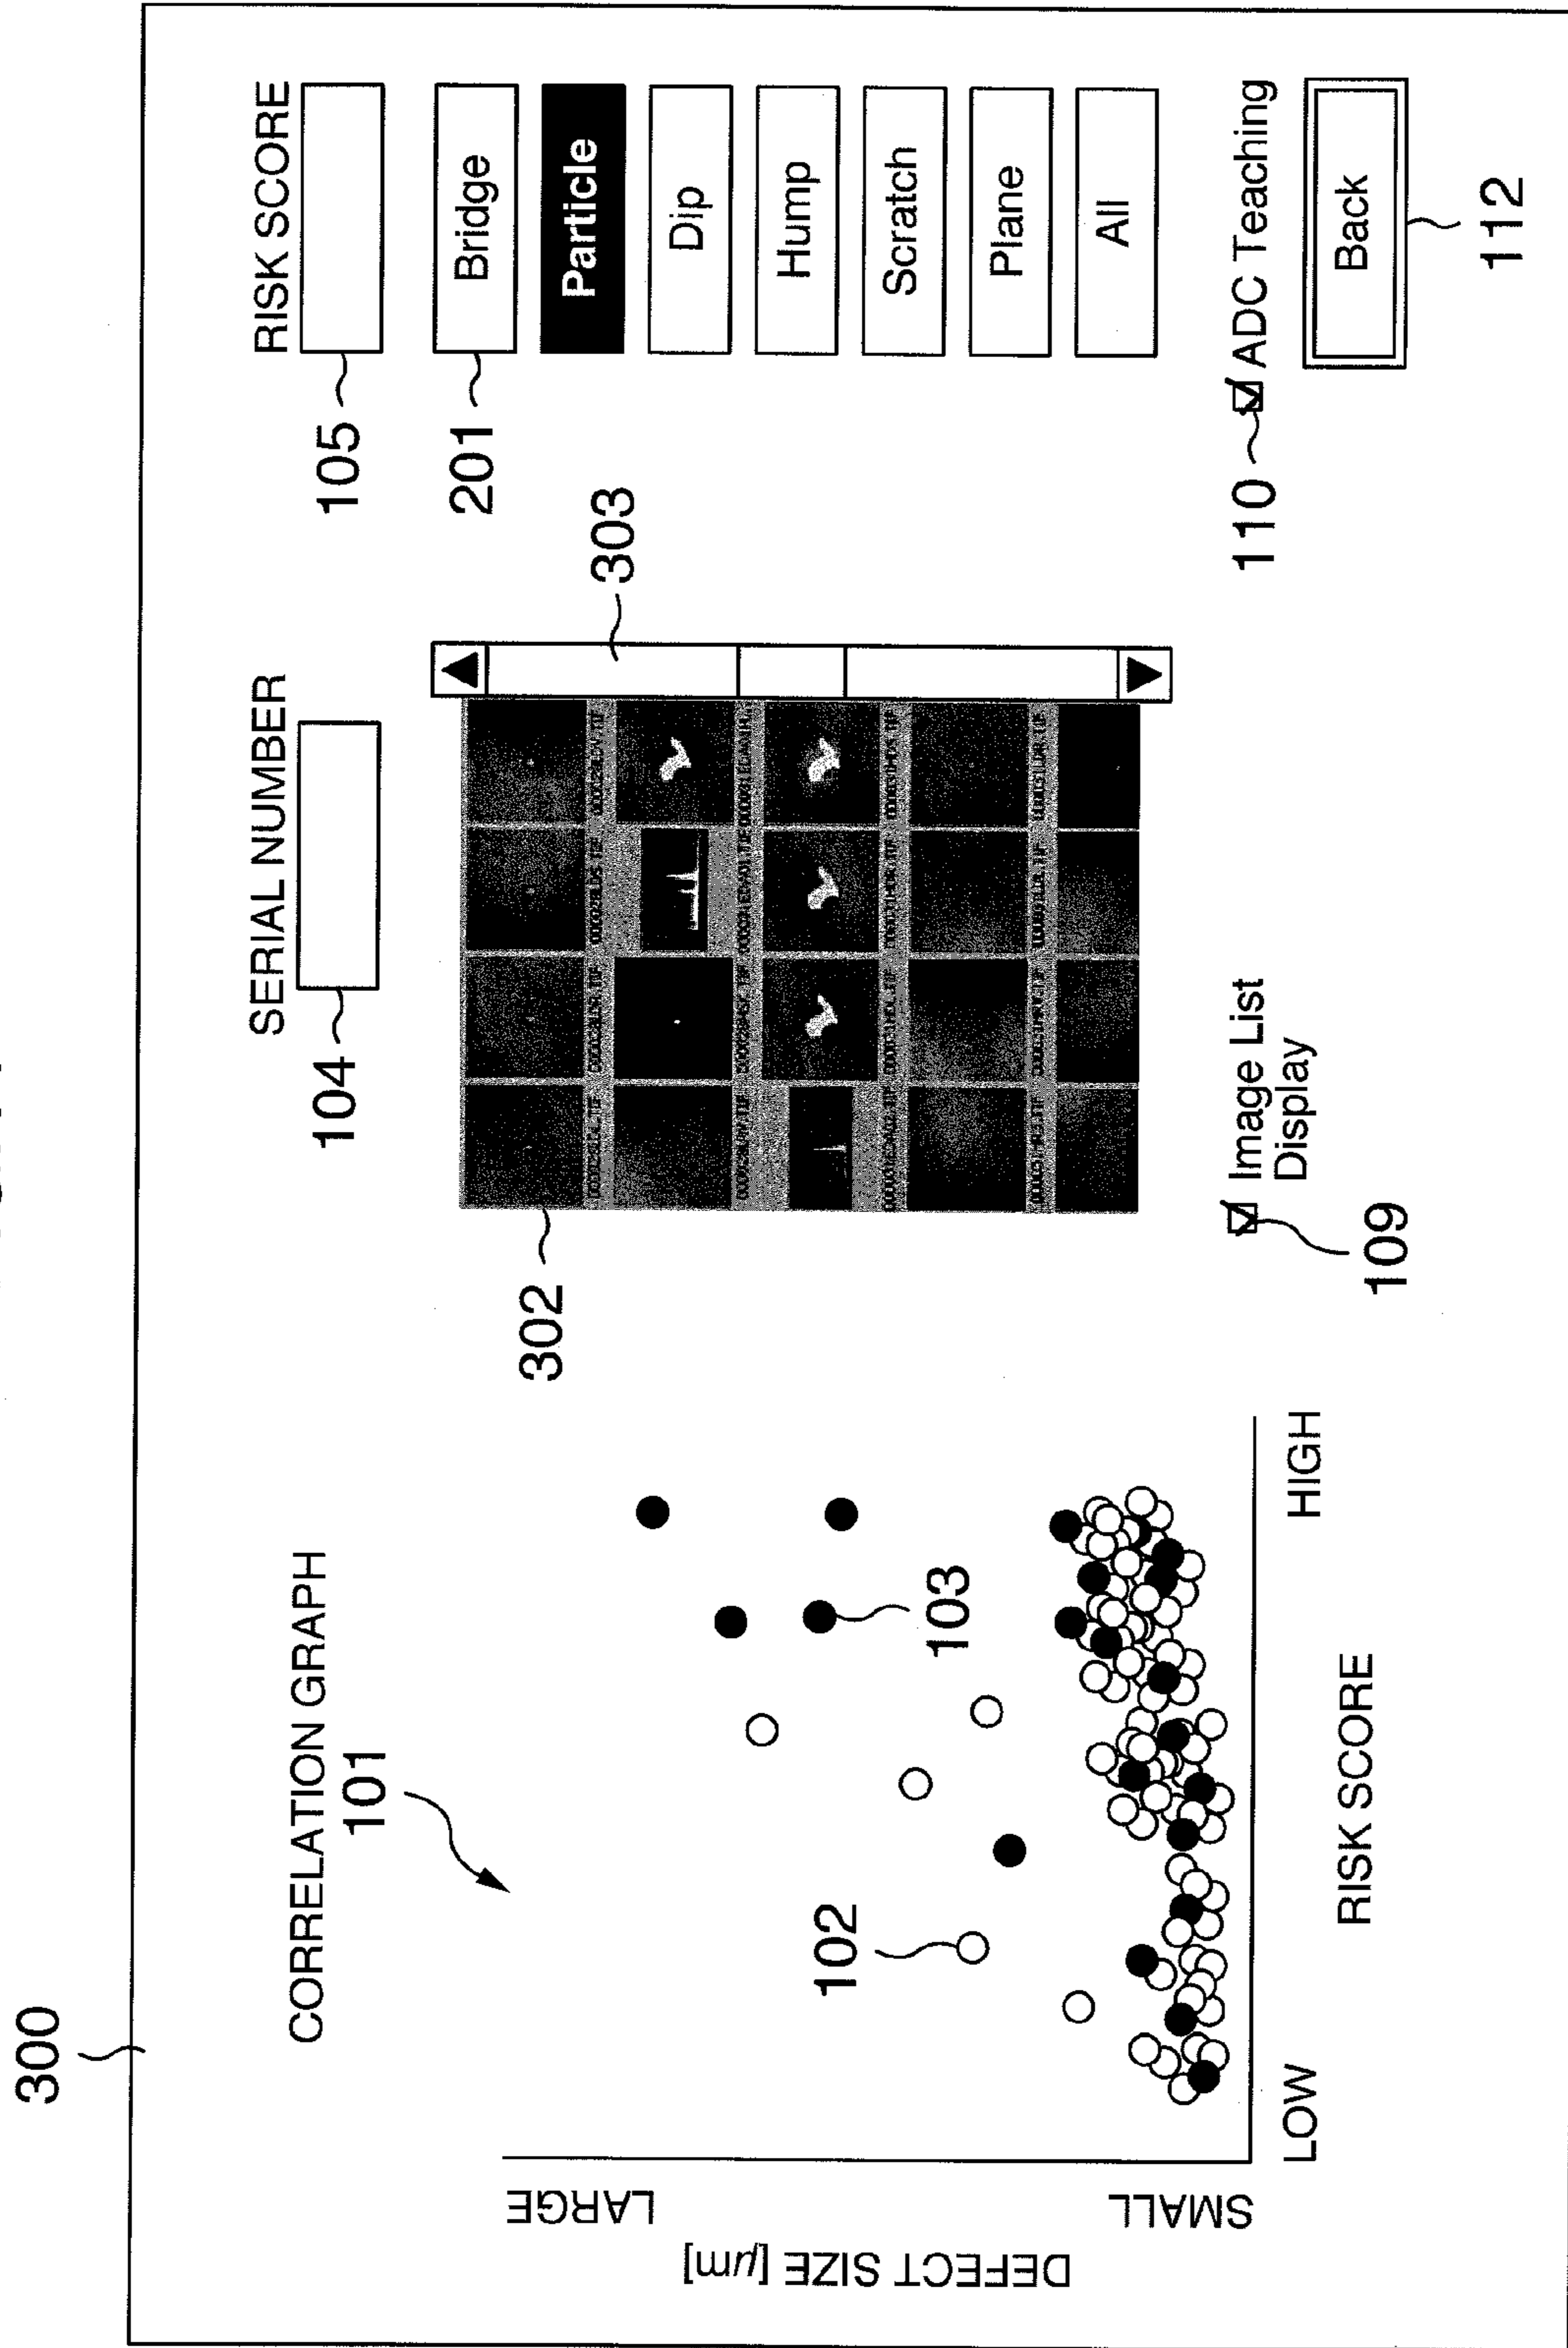 300
CORRELATION GRAPH
101
102
103
DEFECT SIZE [μm]
LARGE
SMALL
LOW
HIGH
RISK SCORE
SERIAL NUMBER
104
302
303
Image List
Display
109
RISK SCORE
105
201
Bridge
Particle
Dip
Hump
Scratch
Plane
All
110
ADC Teaching
Back
112